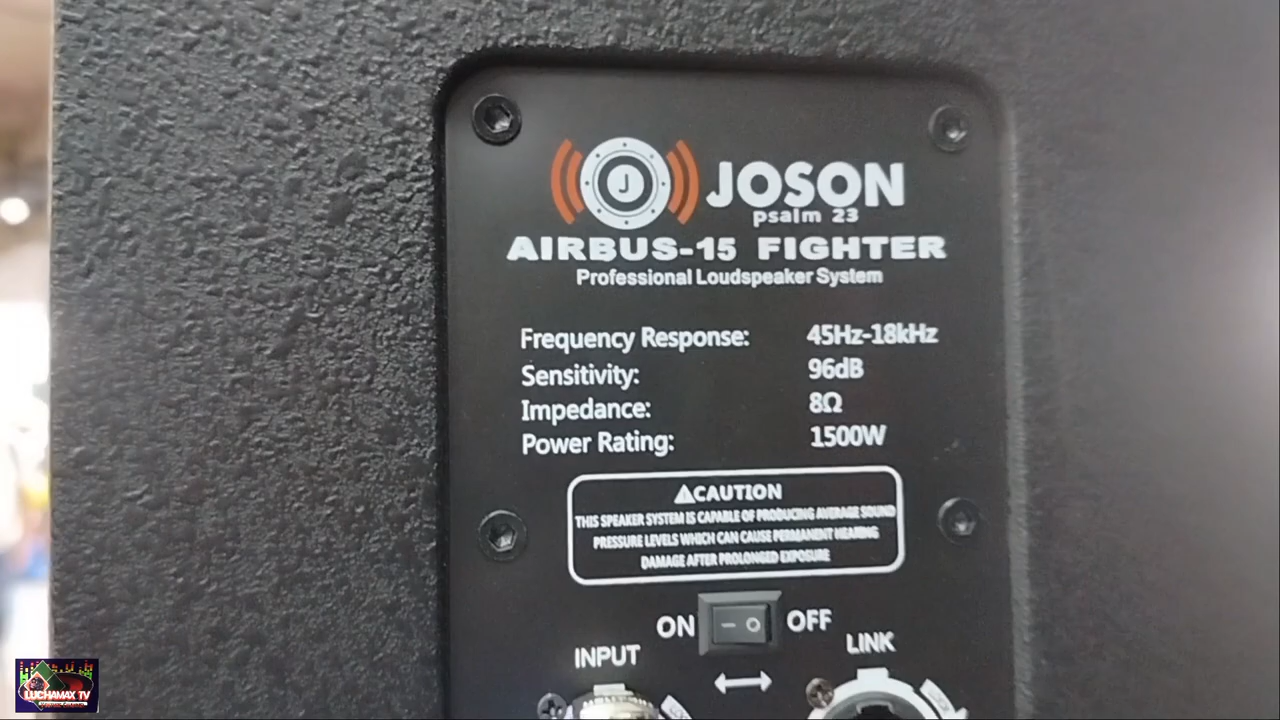 J
JOSON
psalm 23
AIRBUS-15 FIGHTER
Professional Loudspeaker System
Frequency Response: 45Hz-18kHz
Sensitivity: 96dB
Impedance: 8Ω
Power Rating: 1500W
CAUTION
THIS SPEAKER SYSTEM IS CAPABLE OF PRODUCING AVERAGE SOUND
PRESSURE LEVELS WHICH CAN CAUSE PERMANENT HEARING
DAMAGE AFTER PROLONGED EXPOSURE
ON OFF
INPUT LINK
LUCHAMAX TV